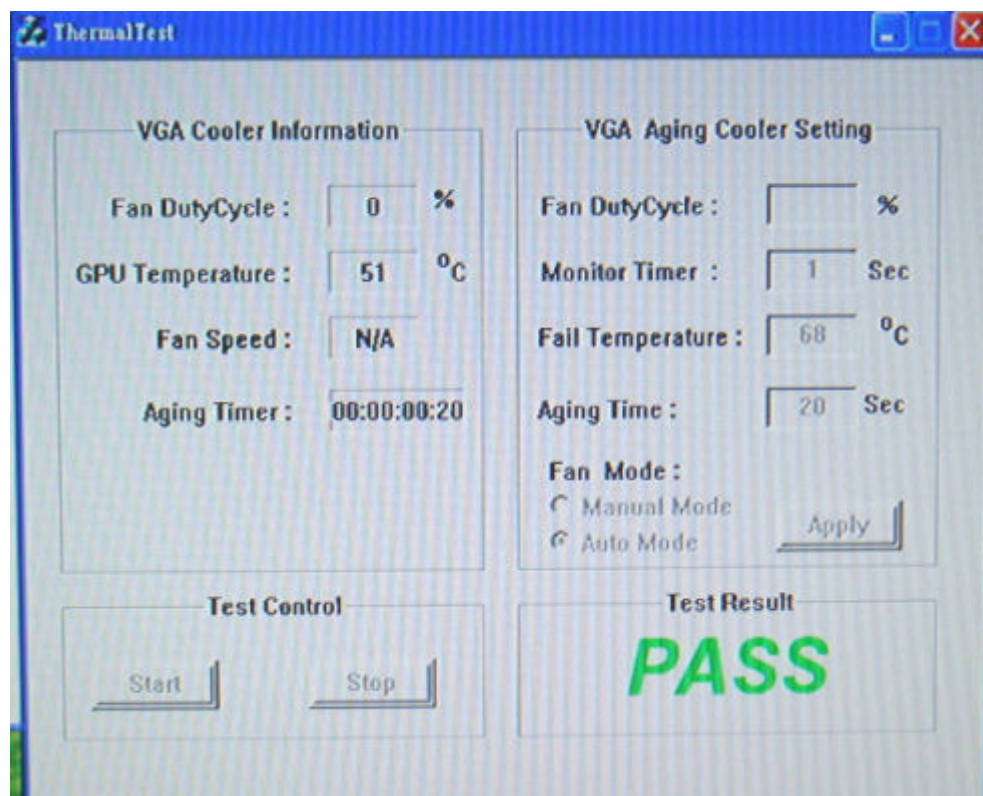 ThermalTest
VGA Cooler Information
Fan DutyCycle : 0 %
GPU Temperature : 51 °C
Fan Speed : N/A
Aging Timer : 00:00:00:20
VGA Aging Cooler Setting
Fan DutyCycle : %
Monitor Timer : 1 Sec
Fail Temperature : 68 °C
Aging Time : 20 Sec
Fan Mode :
Manual Mode
Auto Mode
Apply
Test Control
Start Stop
Test Result
PASS